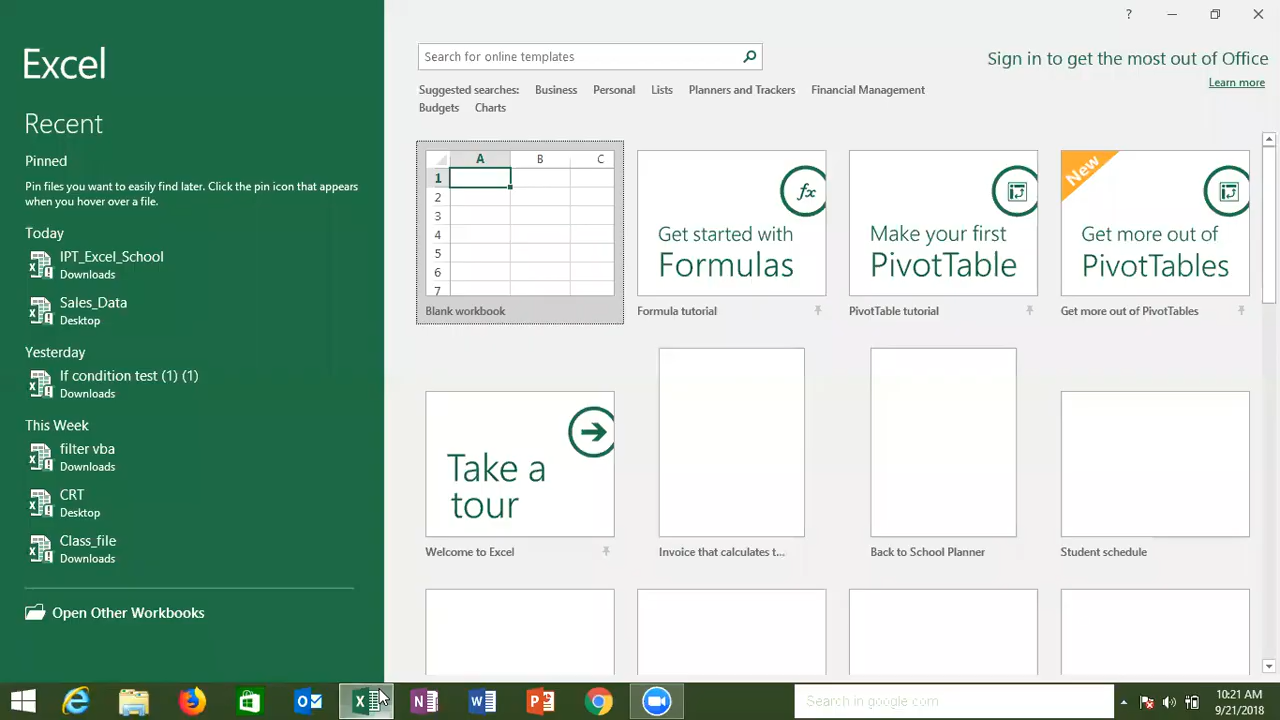 Excel
Recent
Pinned
Pin files you want to easily find later. Click the pin icon that appears
when you hover over a file.
Today
IPT_Excel_School
Downloads
Sales_Data
Desktop
Yesterday
If condition test (1) (1)
Downloads
This Week
filter vba
Downloads
CRT
Desktop
Class_file
Downloads
Open Other Workbooks
?
Search for online templates
Sign in to get the most out of Office
Learn more
Suggested searches: Business Personal Lists Planners and Trackers Financial Management
Budgets Charts
A B C
1
2
3
4
5
6
7
Blank workbook
fx
Get started with
Formulas
Formula tutorial
Make your first
PivotTable
PivotTable tutorial
New
Get more out of
PivotTables
Get more out of PivotTables
Take a
tour
Welcome to Excel
Invoice that calculates t...
Back to School Planner
Student schedule
Search in google.com
10:21 AM
9/21/2018